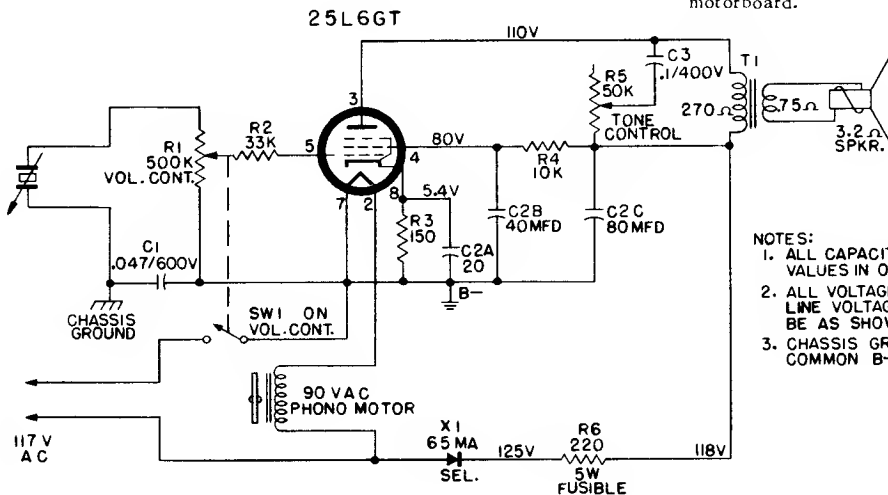 motorboard.
25L6GT
110V
C3
.1/400V
T1
R5
50K
TONE
CONTROL
270Ω
.75Ω
3.2Ω
SPKR.
3
R2
33K
R1
500K
VOL. CONT.
5
80V
4
R4
10K
8
5.4V
7
2
R3
150
C2A
20
C2B
40MFD
C2C
80MFD
C1
.047/600V
B-
CHASSIS
GROUND
SW1 ON
VOL. CONT.
NOTES:
1. ALL CAPACIT
VALUES IN O
2. ALL VOLTAG
LINE VOLTAG
BE AS SHOW
3. CHASSIS GR
COMMON B-
90 VAC
PHONO MOTOR
117 V
AC
X1
65 MA
SEL.
125V
R6
220
5W
FUSIBLE
118V